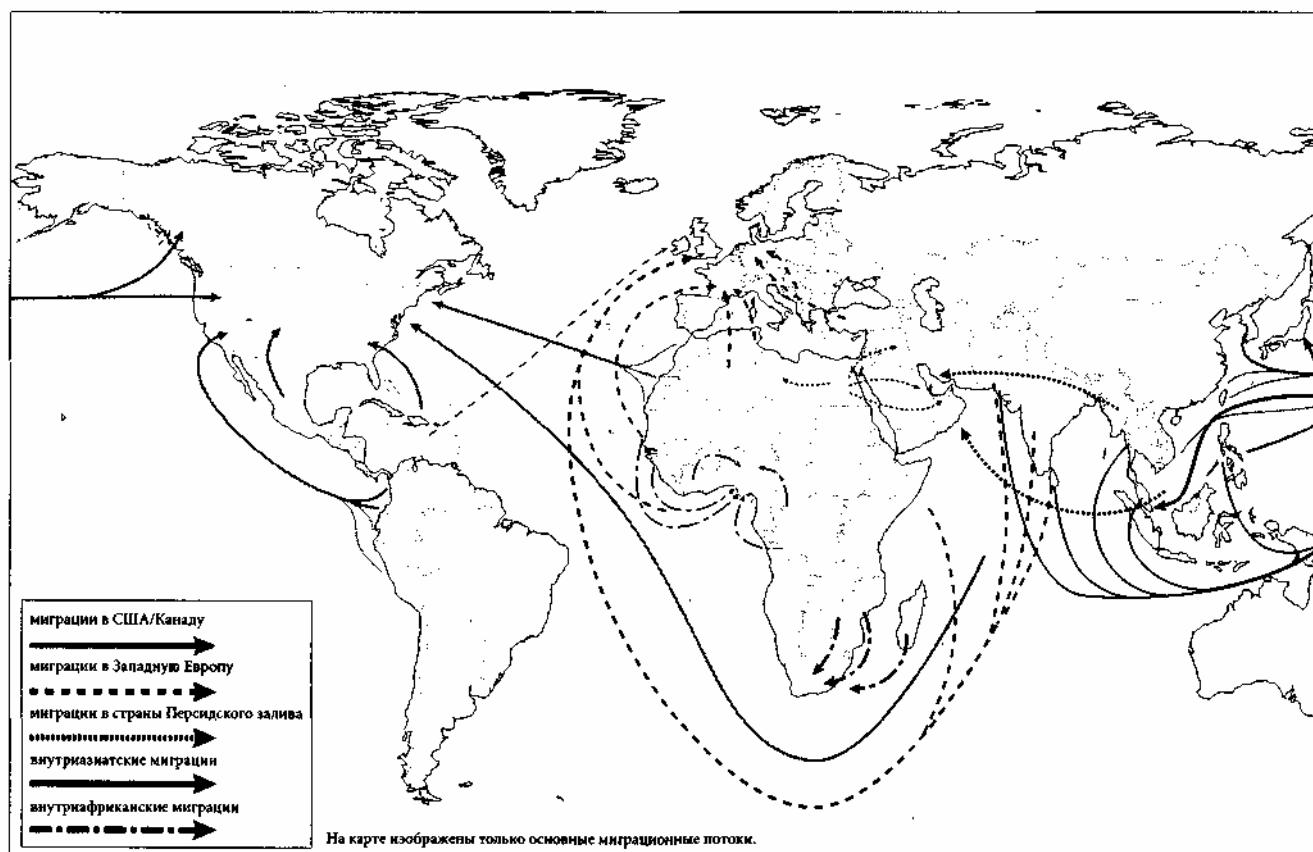 миграции в США/Канаду
миграции в Западную Европу
миграции в страны Персидского залива
внутриазиатские миграции
внутриафриканские миграции
На карте изображены только основные миграционные потоки.